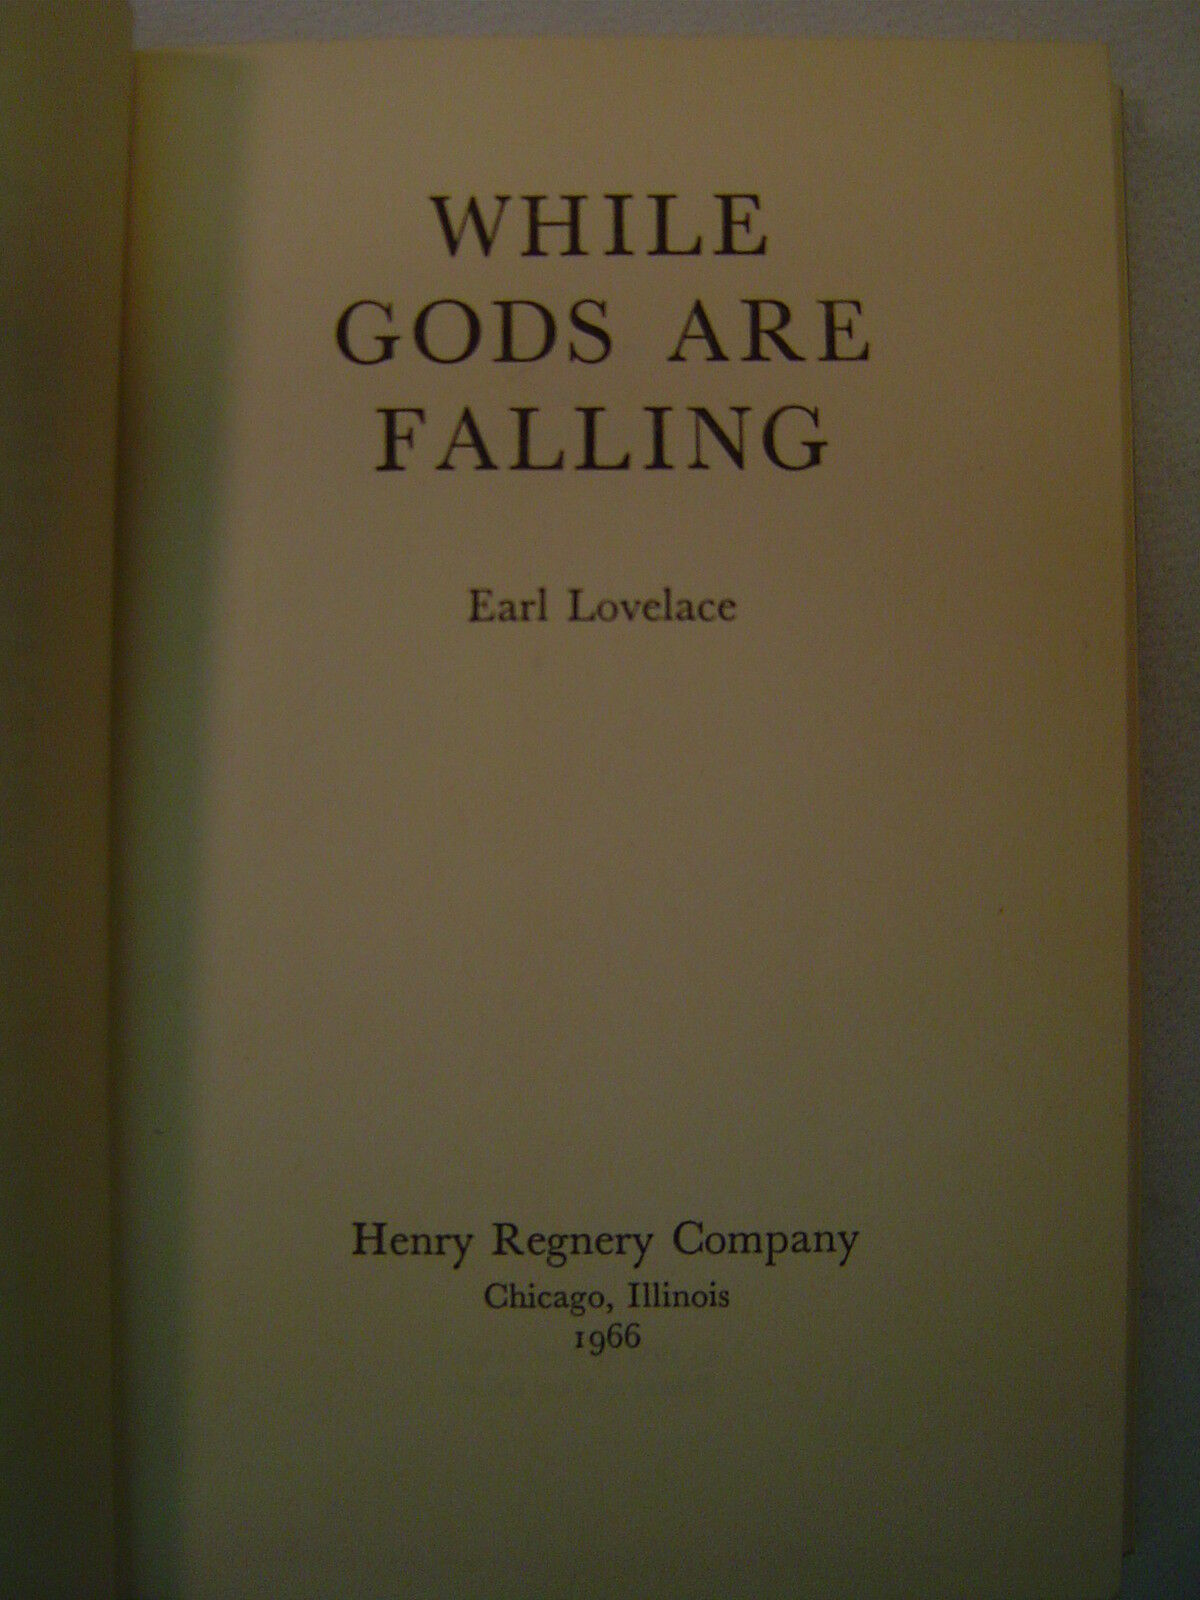 WHILE
GODS ARE
FALLING
Earl Lovelace
Henry Regnery Company
Chicago, Illinois
1966